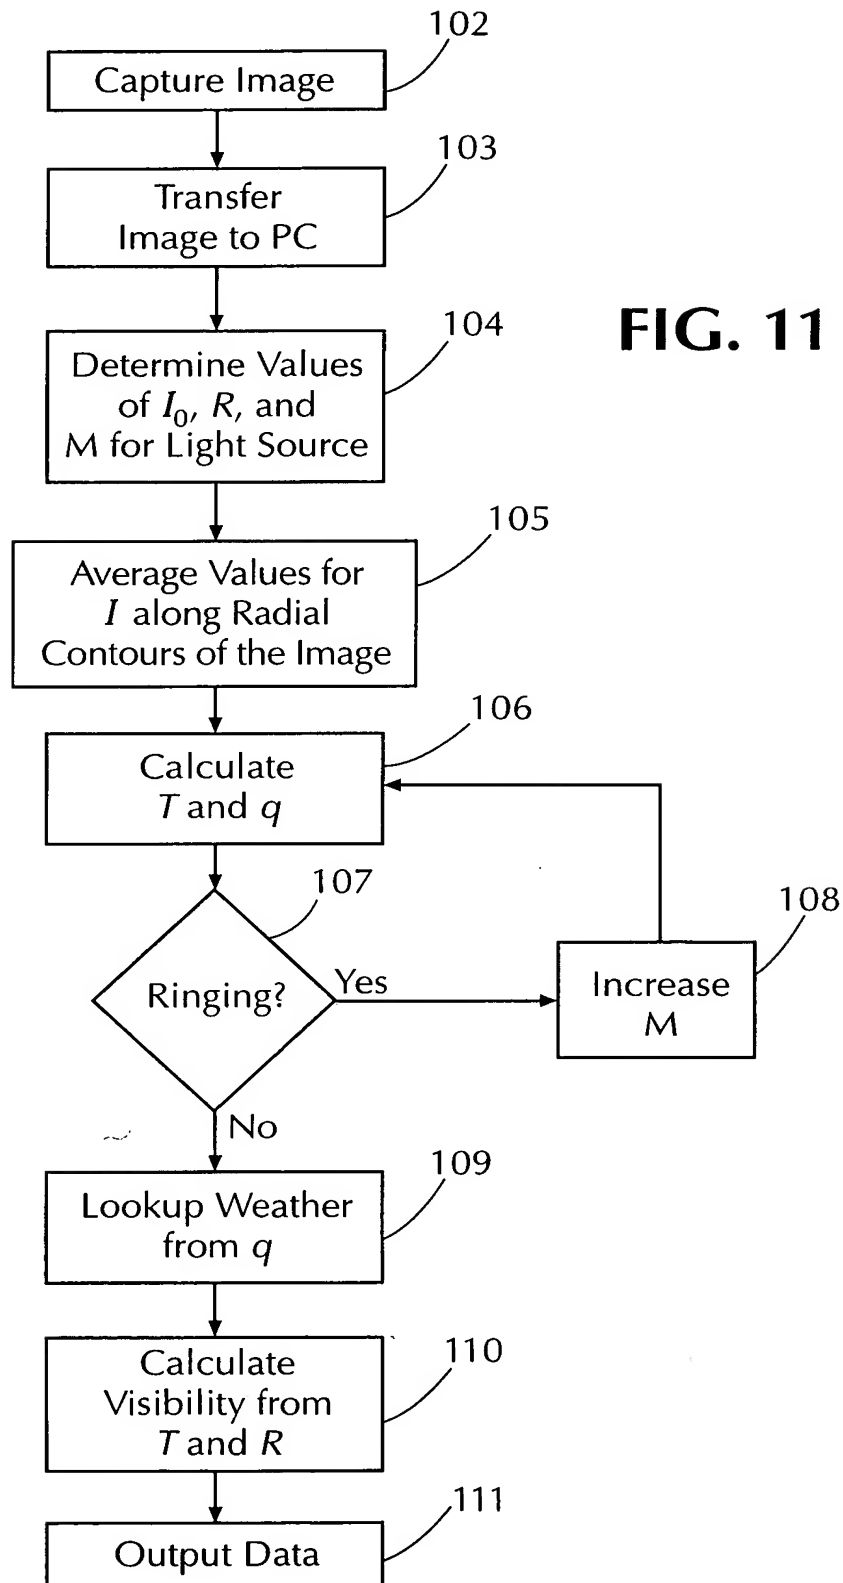 102
Capture Image
103
Transfer
Image to PC
FIG. 11
104
Determine Values
of I₀, R, and
M for Light Source
105
Average Values for
I along Radial
Contours of the Image
106
Calculate
T and q
107
108
Ringing?
Yes
Increase
M
No
109
Lookup Weather
from q
110
Calculate
Visibility from
T and R
111
Output Data